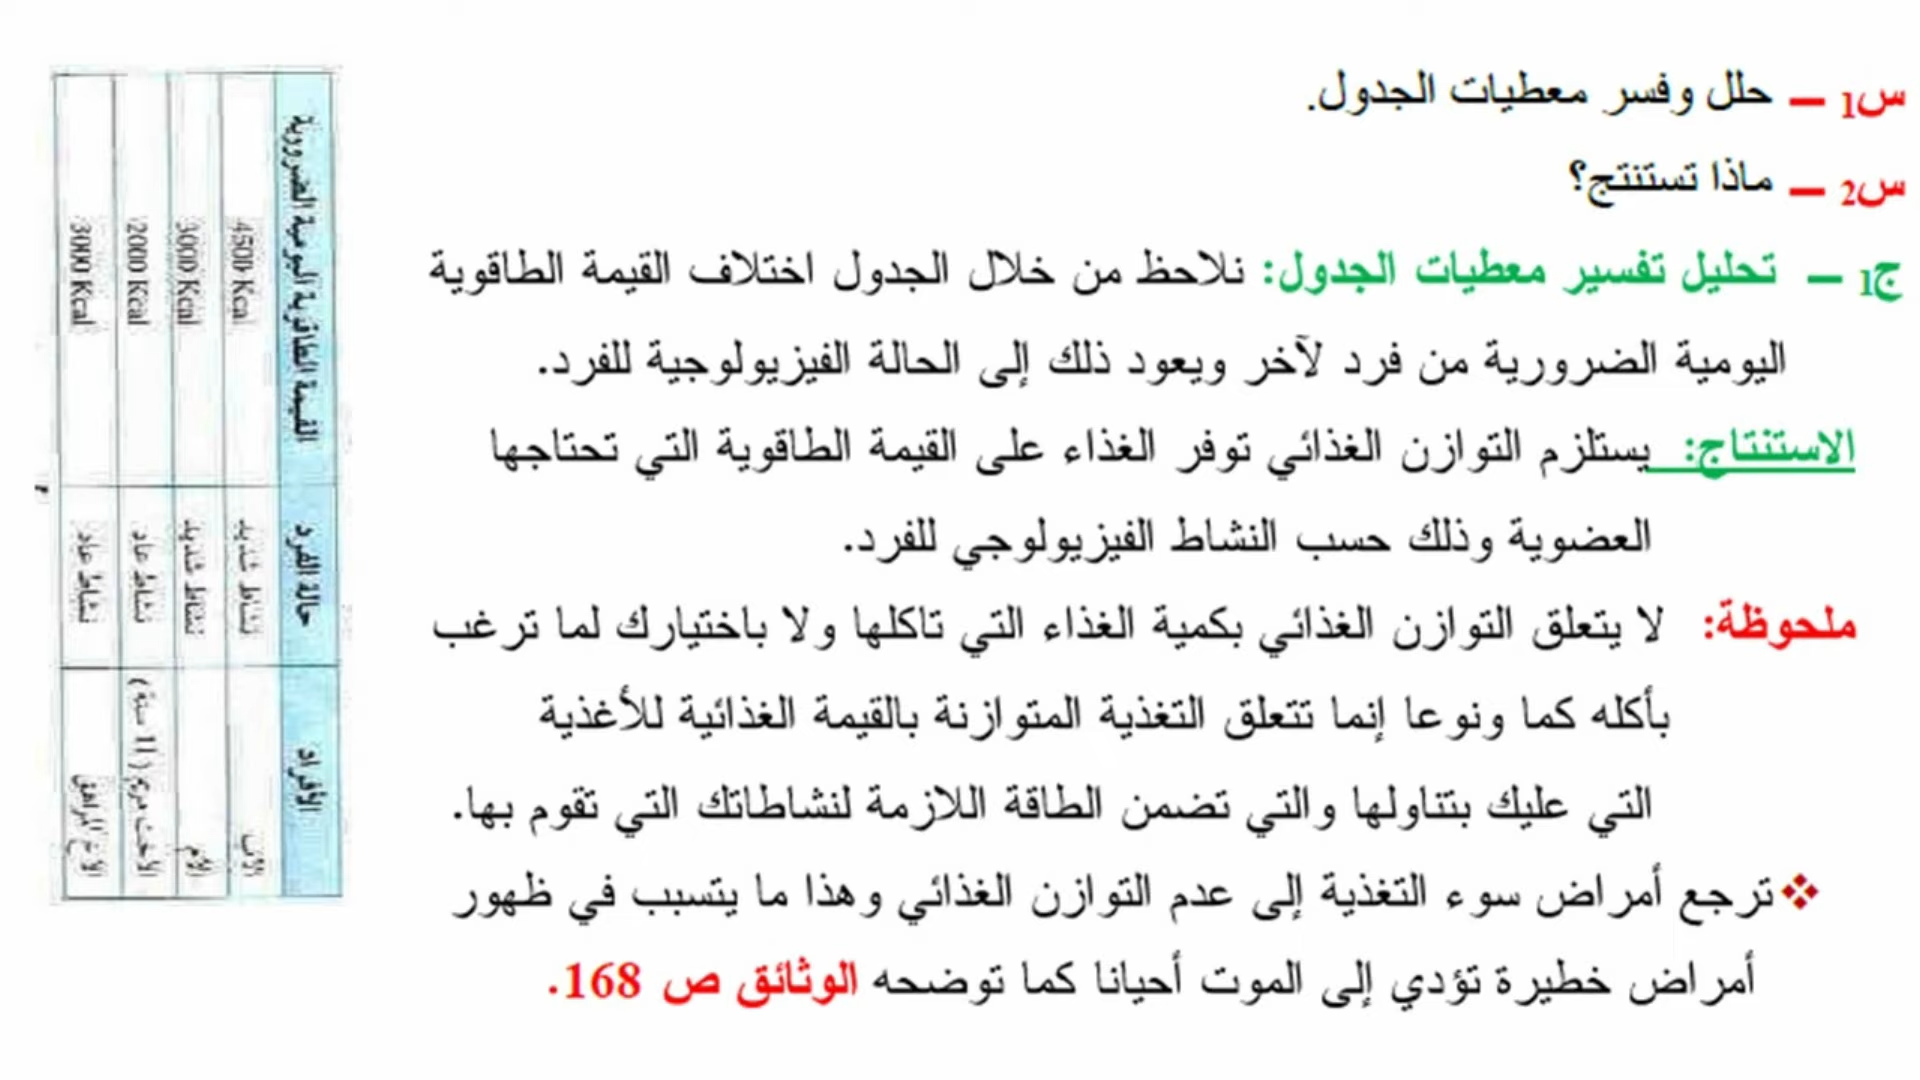 س1 – حلل وفسر معطيات الجدول.
س2 – ماذا تستنتج؟
ج1 – تحليل تفسير معطيات الجدول: نلاحظ من خلال الجدول اختلاف القيمة الطاقوية
اليومية الضرورية من فرد لآخر ويعود ذلك إلى الحالة الفيزيولوجية للفرد.
الاستنتاج: يستلزم التوازن الغذائي توفر الغذاء على القيمة الطاقوية التي تحتاجها
العضوية وذلك حسب النشاط الفيزيولوجي للفرد.
ملحوظة: لا يتعلق التوازن الغذائي بكمية الغذاء التي تاكلها ولا باختيارك لما ترغب
بأكله كما ونوعا إنما تتعلق التغذية المتوازنة بالقيمة الغذائية للأغذية
التي عليك بتناولها والتي تضمن الطاقة اللازمة لنشاطاتك التي تقوم بها.
❖ ترجع أمراض سوء التغذية إلى عدم التوازن الغذائي وهذا ما يتسبب في ظهور
أمراض خطيرة تؤدي إلى الموت أحيانا كما توضحه الوثائق ص 168.
الأفراد حالة الفرد القيمة الطاقوية اليومية الضرورية
الأب نشاط شديد 4500 Kcal
الأم نشاط شديد 3000 Kcal
الأخت مريم (11 سنة) نشاط عاد 2000 Kcal
الأخ المراهق نشاط عاد 3000 Kcal